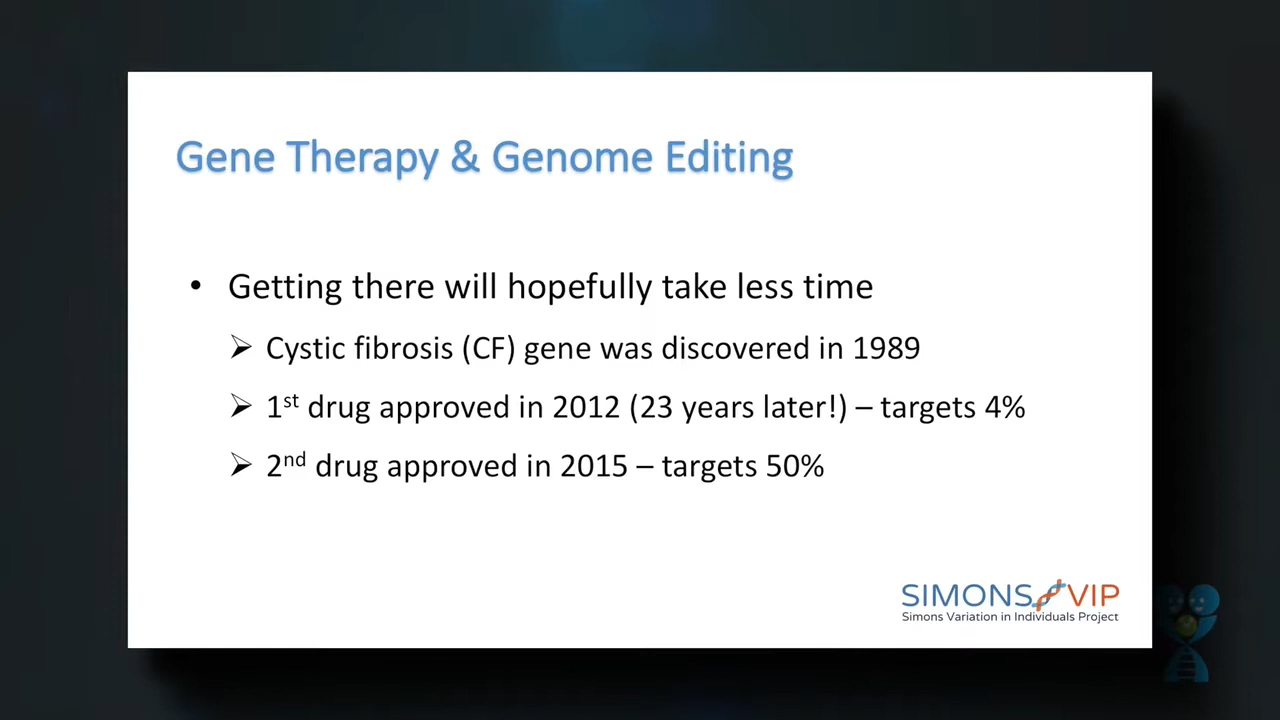 Gene Therapy & Genome Editing
• Getting there will hopefully take less time
➢ Cystic fibrosis (CF) gene was discovered in 1989
➢ 1st drug approved in 2012 (23 years later!) – targets 4%
➢ 2nd drug approved in 2015 – targets 50%
SIMONS VIP
Simons Variation in Individuals Project